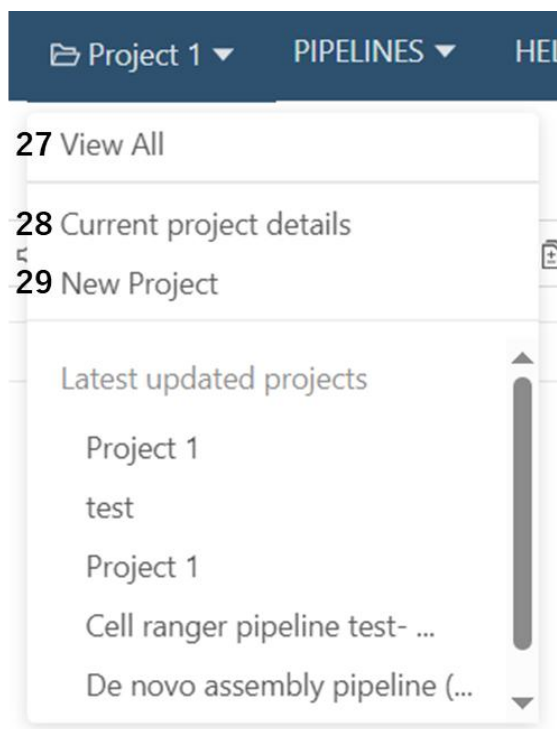 Project 1 PIPELINES
27 View All
28 Current project details
29 New Project
Latest updated projects
Project 1
test
Project 1
Cell ranger pipeline test- ...
De novo assembly pipeline (...